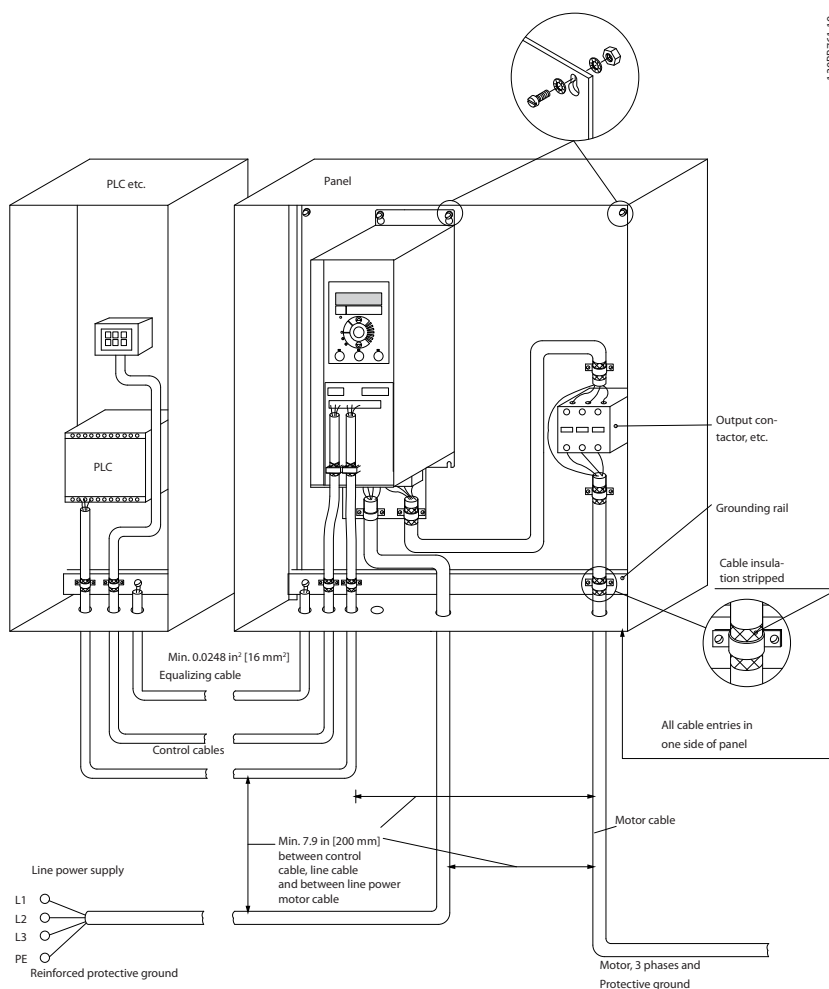 PLC etc.
Panel
PLC
Output con-
tactor, etc.
Grounding rail
Cable insula-
tion stripped
Min. 0.0248 in² [16 mm²]
Equalizing cable
Control cables
All cable entries in
one side of panel
Min. 7.9 in [200 mm]
between control
cable, line cable
and between line power
motor cable
Motor cable
Line power supply
L1
L2
L3
PE
Reinforced protective ground
Motor, 3 phases and
Protective ground